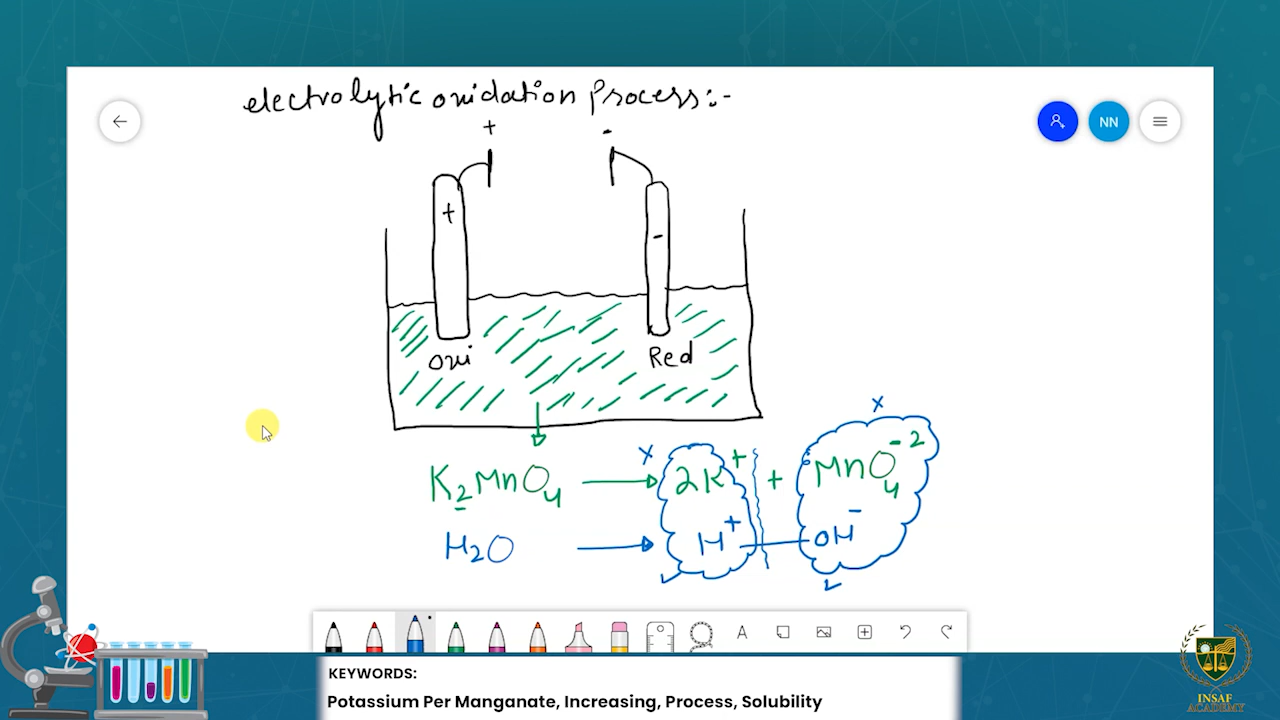 electrolytic oxidation Process:-
+ -
+ -
oxi Red
x
K2MnO4 → 2K+ + MnO4-2
x
H2O → H+ — OH-
NN
A
KEYWORDS:
Potassium Per Manganate, Increasing, Process, Solubility
INSAF
ACADEMY